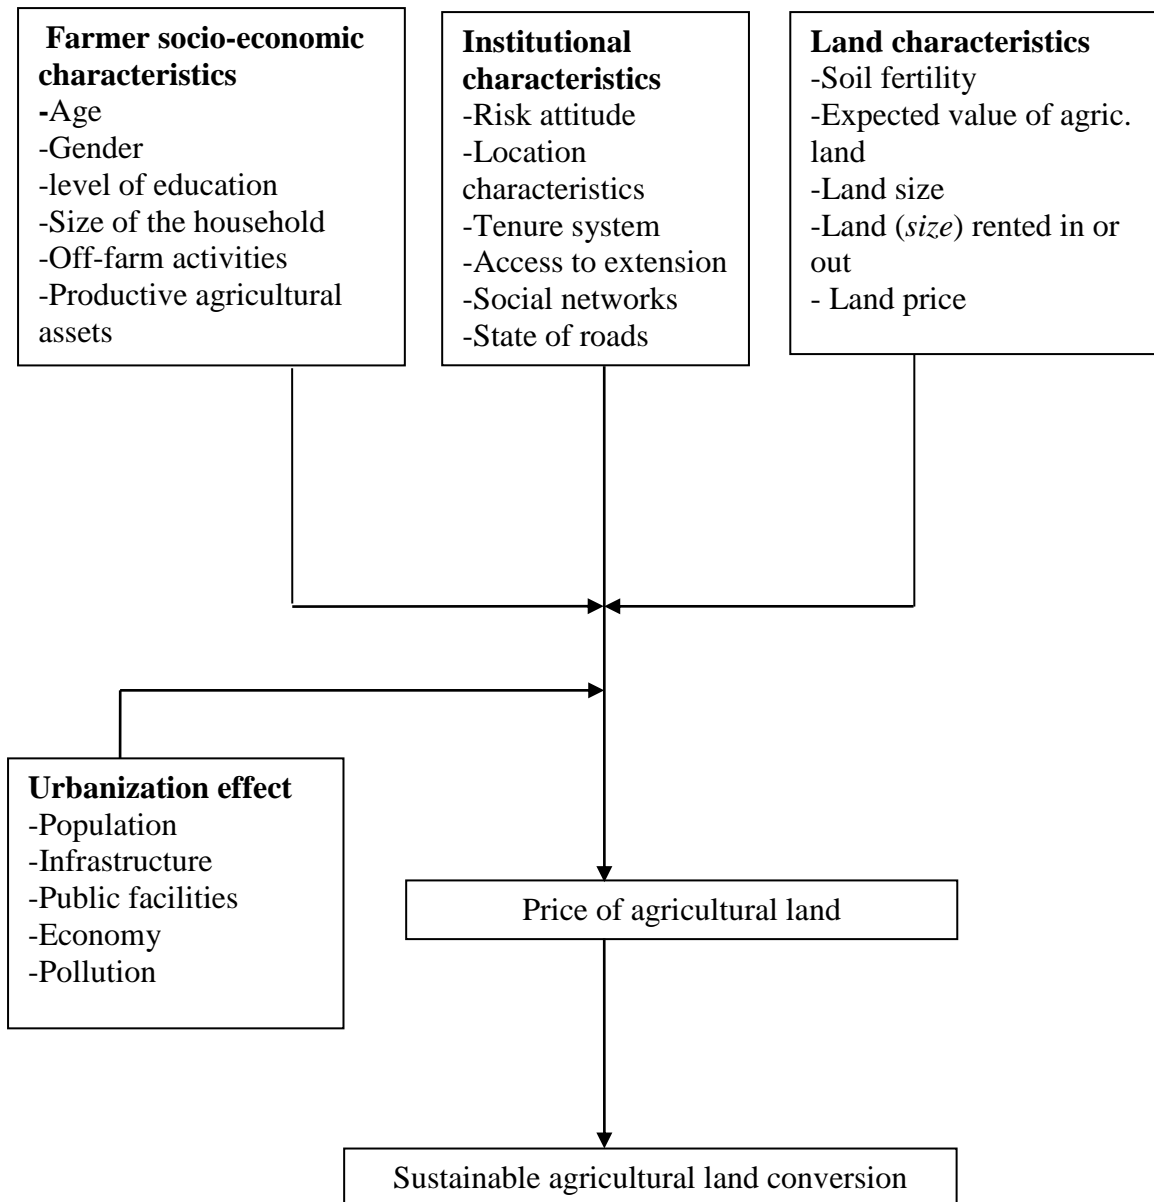 Farmer socio-economic
characteristics
-Age
-Gender
-level of education
-Size of the household
-Off-farm activities
-Productive agricultural
assets
Institutional
characteristics
-Risk attitude
-Location
characteristics
-Tenure system
-Access to extension
-Social networks
-State of roads
Land characteristics
-Soil fertility
-Expected value of agric.
land
-Land size
-Land (size) rented in or
out
- Land price
Urbanization effect
-Population
-Infrastructure
-Public facilities
-Economy
-Pollution
Price of agricultural land
Sustainable agricultural land conversion